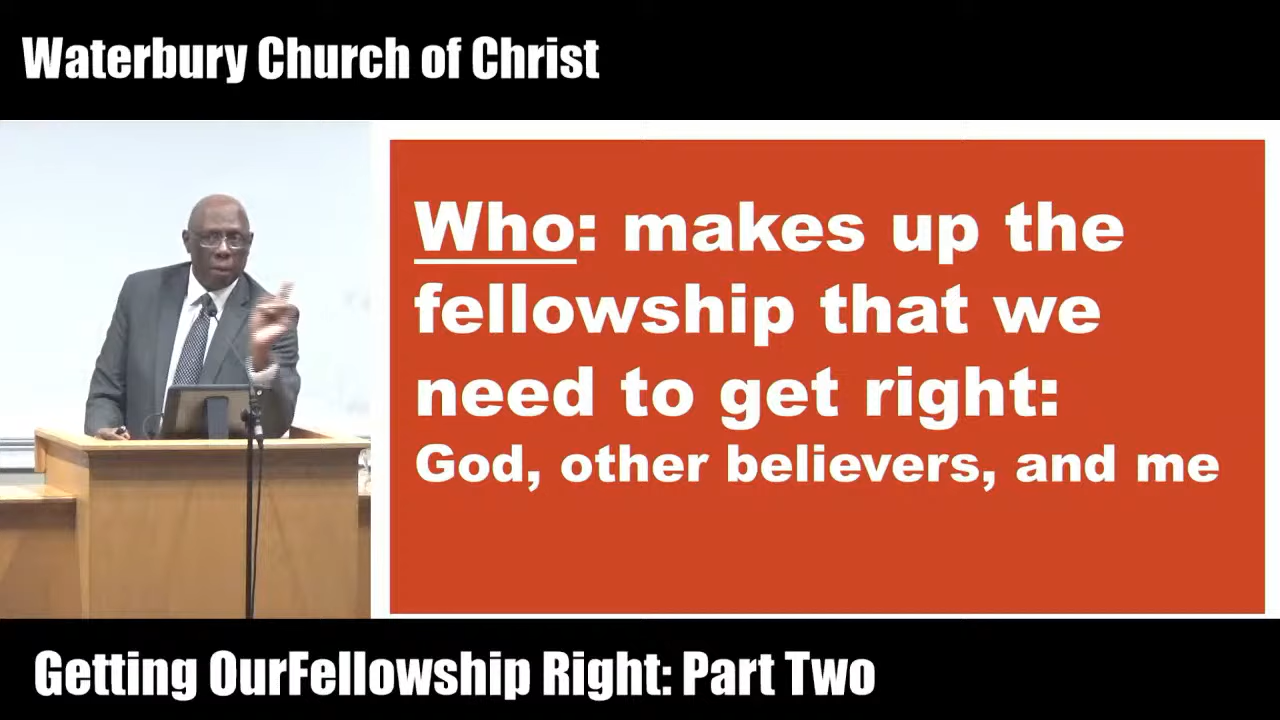 Waterbury Church of Christ
Who: makes up the
fellowship that we
need to get right:
God, other believers, and me
Getting OurFellowship Right: Part Two